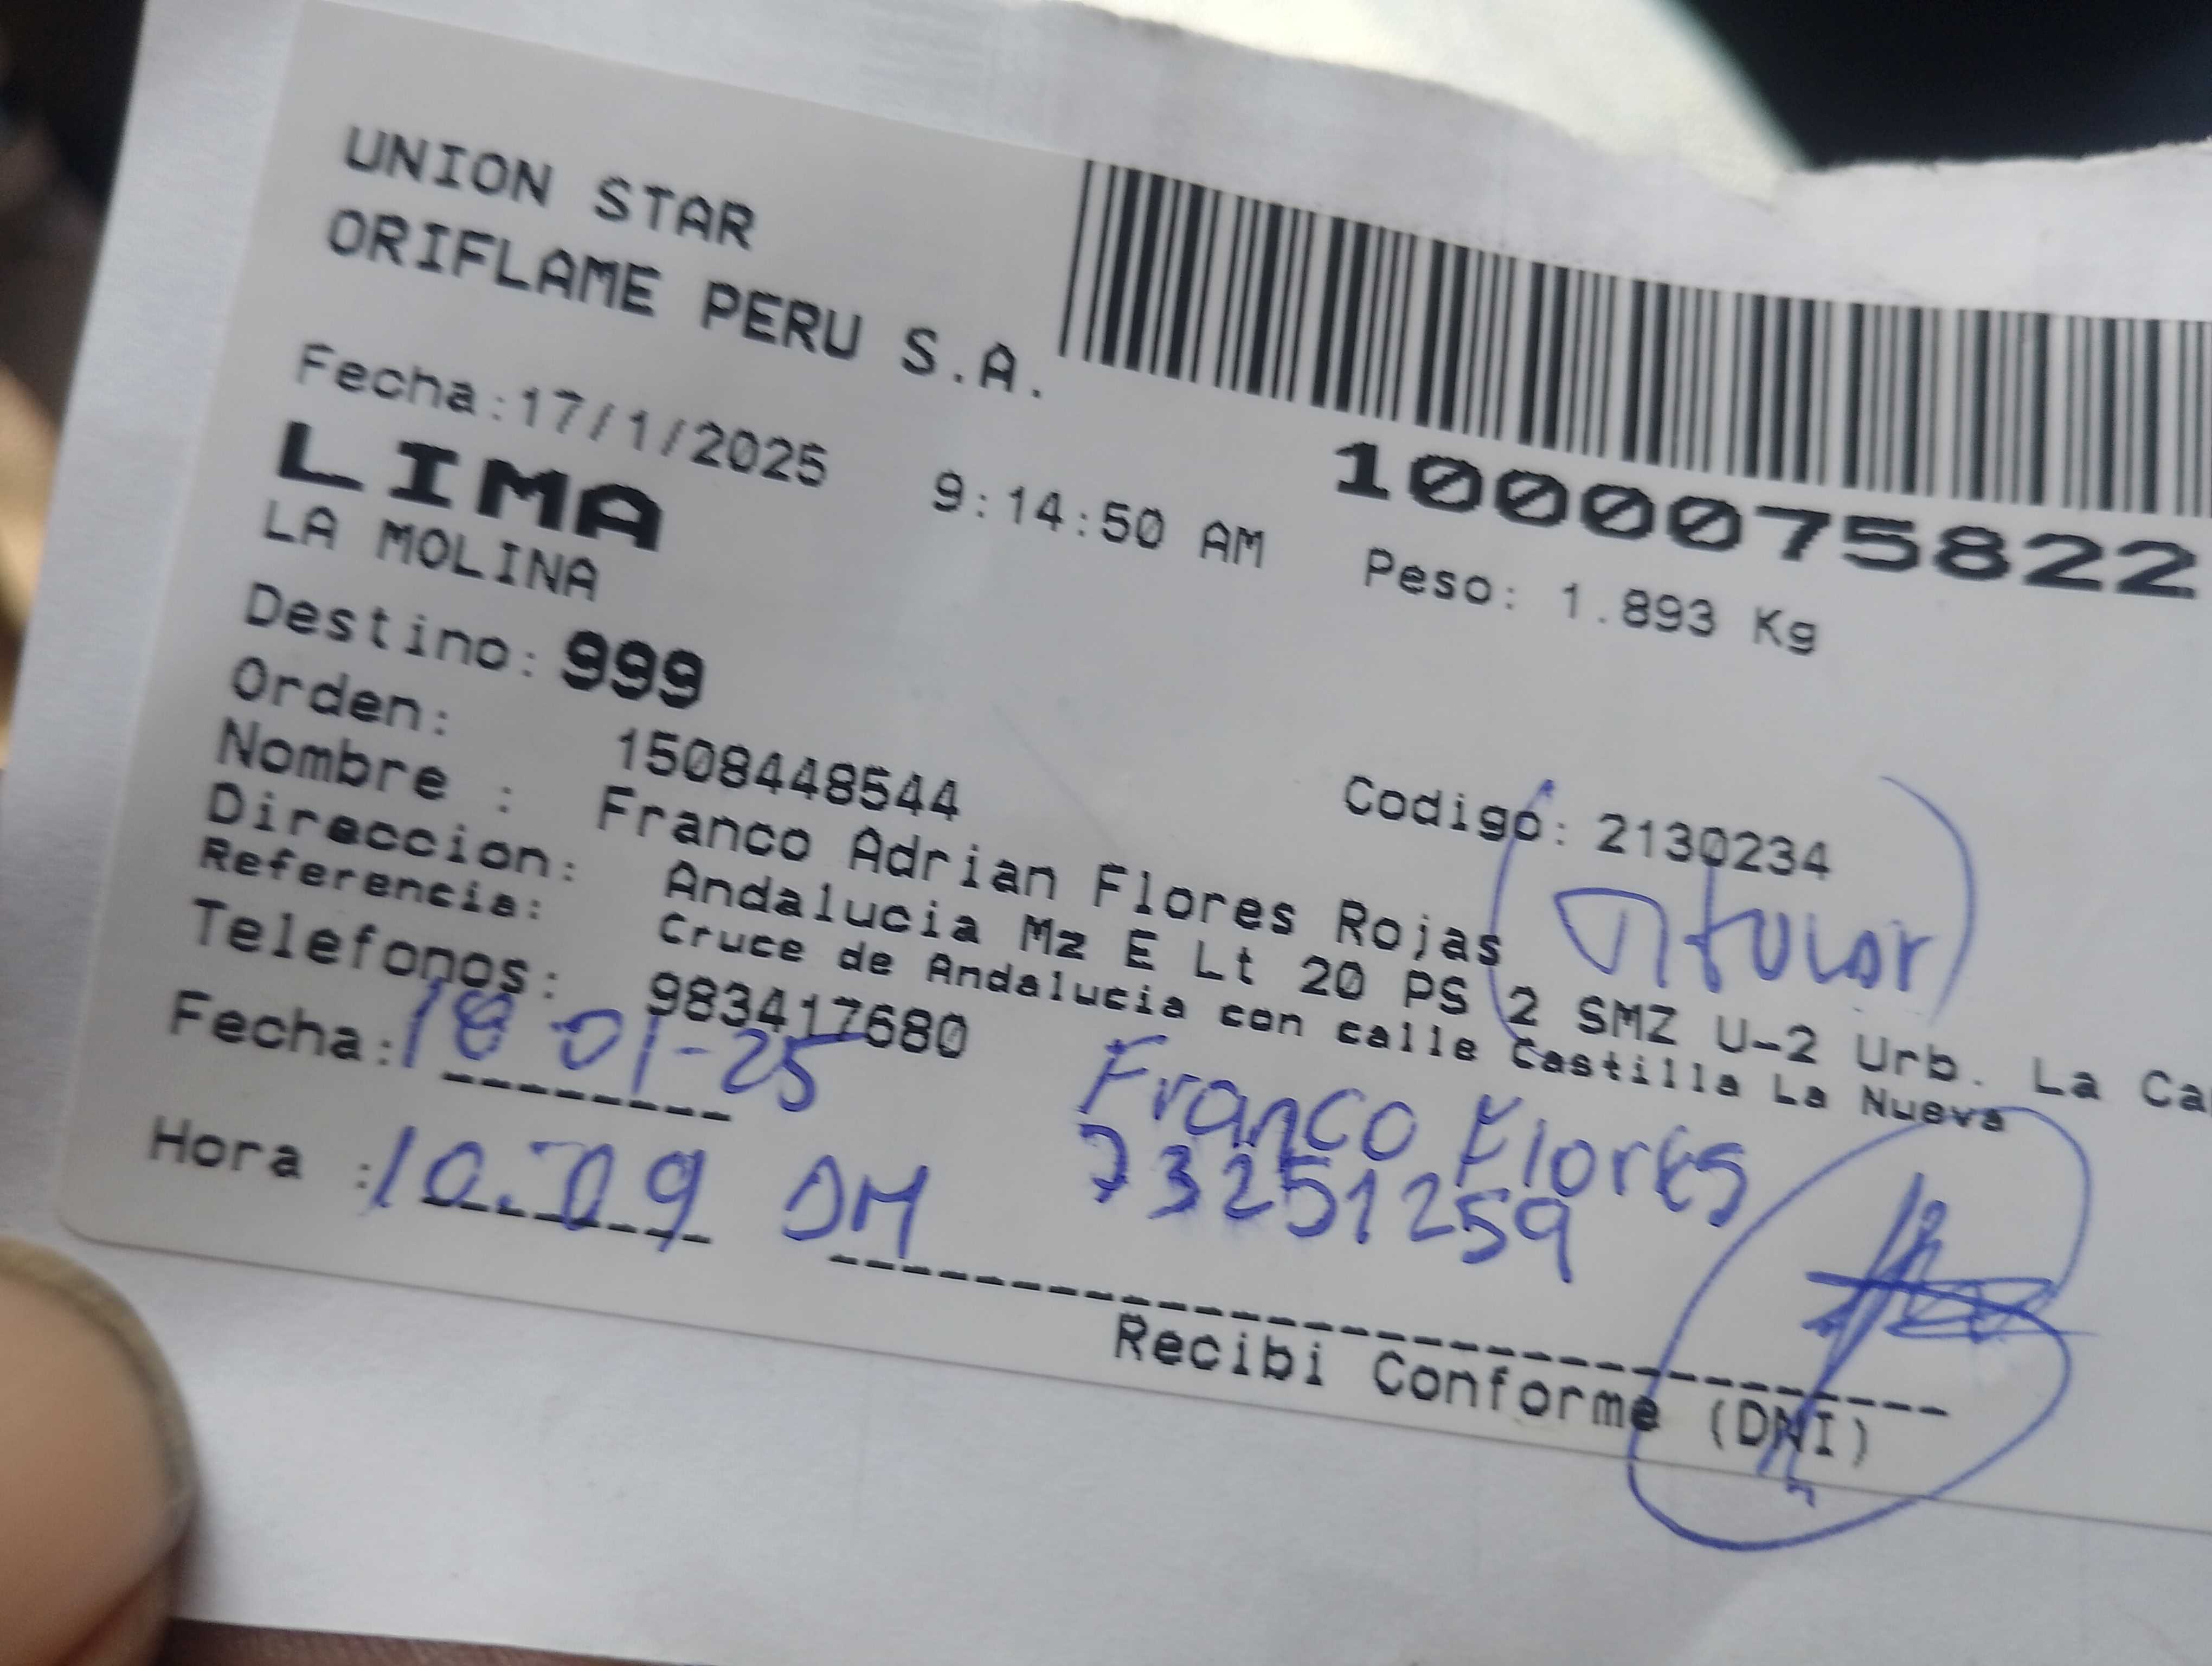 UNION STAR
ORIFLAME PERU S.A.
Fecha:17/1/2025 9:14:50 AM
1000075822
LIMA
Peso: 1.893 Kg
LA MOLINA
Destino: 999
Orden: 1508448544 Codigo: 2130234
Nombre : Franco Adrian Flores Rojas
(Titular)
Direccion: Andalucia Mz E Lt 20 PS 2 SMZ U-2 Urb. La
Referencia: Cruce de Andalucia con calle Castilla La Nueva
Telefonos: 983417680
Fecha: 18-01-25
Franco Flores
Hora : 10:09 AM
73251259
Recibi Conforme (DNI)